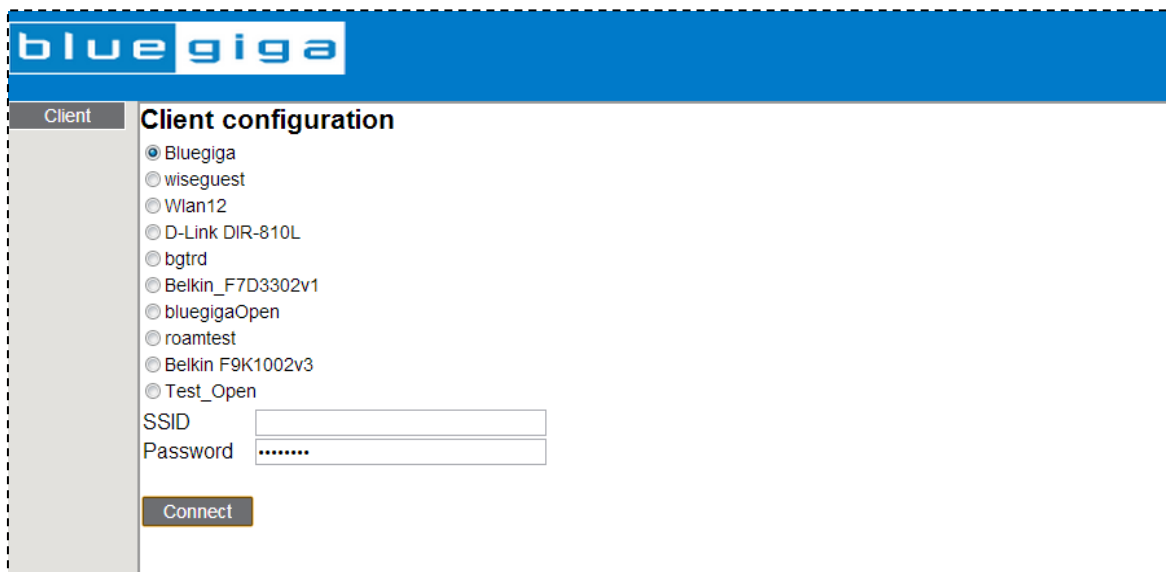 bluegiga
Client
Client configuration
Bluegiga
wiseguest
Wlan12
D-Link DIR-810L
bgtrd
Belkin_F7D3302v1
bluegigaOpen
roamtest
Belkin F9K1002v3
Test_Open
SSID
Password ••••••••
Connect